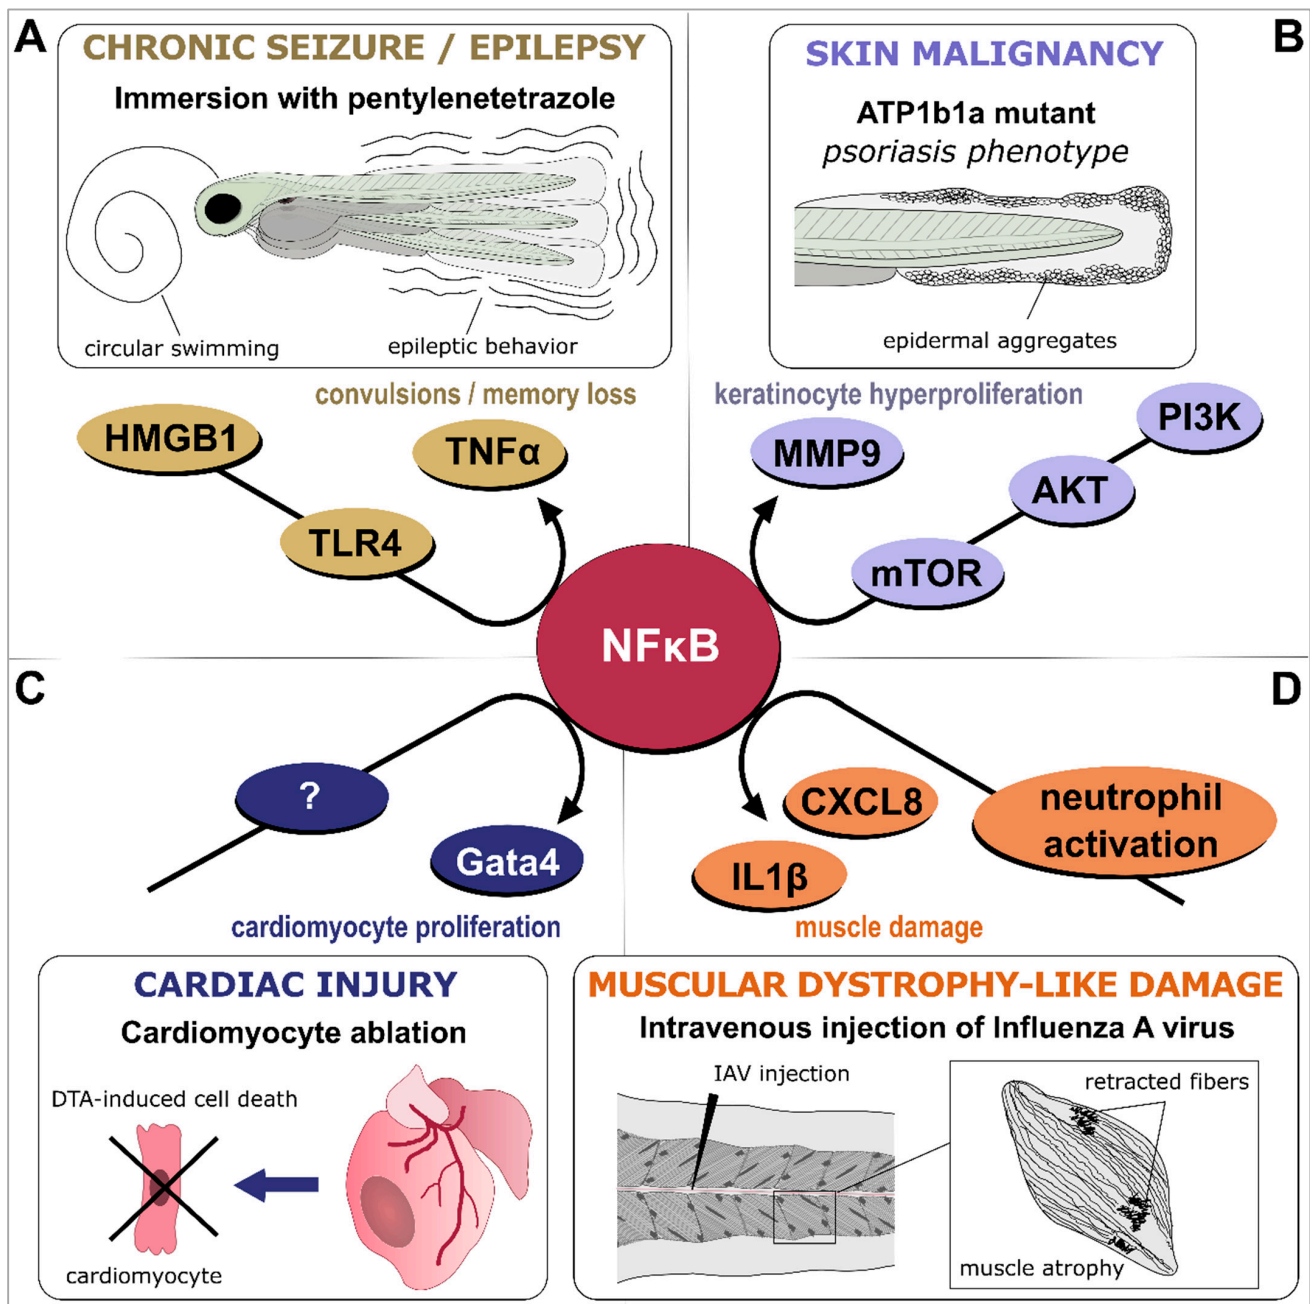 A
CHRONIC SEIZURE / EPILEPSY
Immersion with pentylenetetrazole
circular swimming
epileptic behavior
convulsions / memory loss
HMGB1
TNFα
TLR4
B
SKIN MALIGNANCY
ATP1b1a mutant
psoriasis phenotype
epidermal aggregates
keratinocyte hyperproliferation
PI3K
MMP9
AKT
mTOR
NFκB
C
?
Gata4
cardiomyocyte proliferation
CARDIAC INJURY
Cardiomyocyte ablation
DTA-induced cell death
cardiomyocyte
D
CXCL8
neutrophil
activation
IL1β
muscle damage
MUSCULAR DYSTROPHY-LIKE DAMAGE
Intravenous injection of Influenza A virus
IAV injection
retracted fibers
muscle atrophy